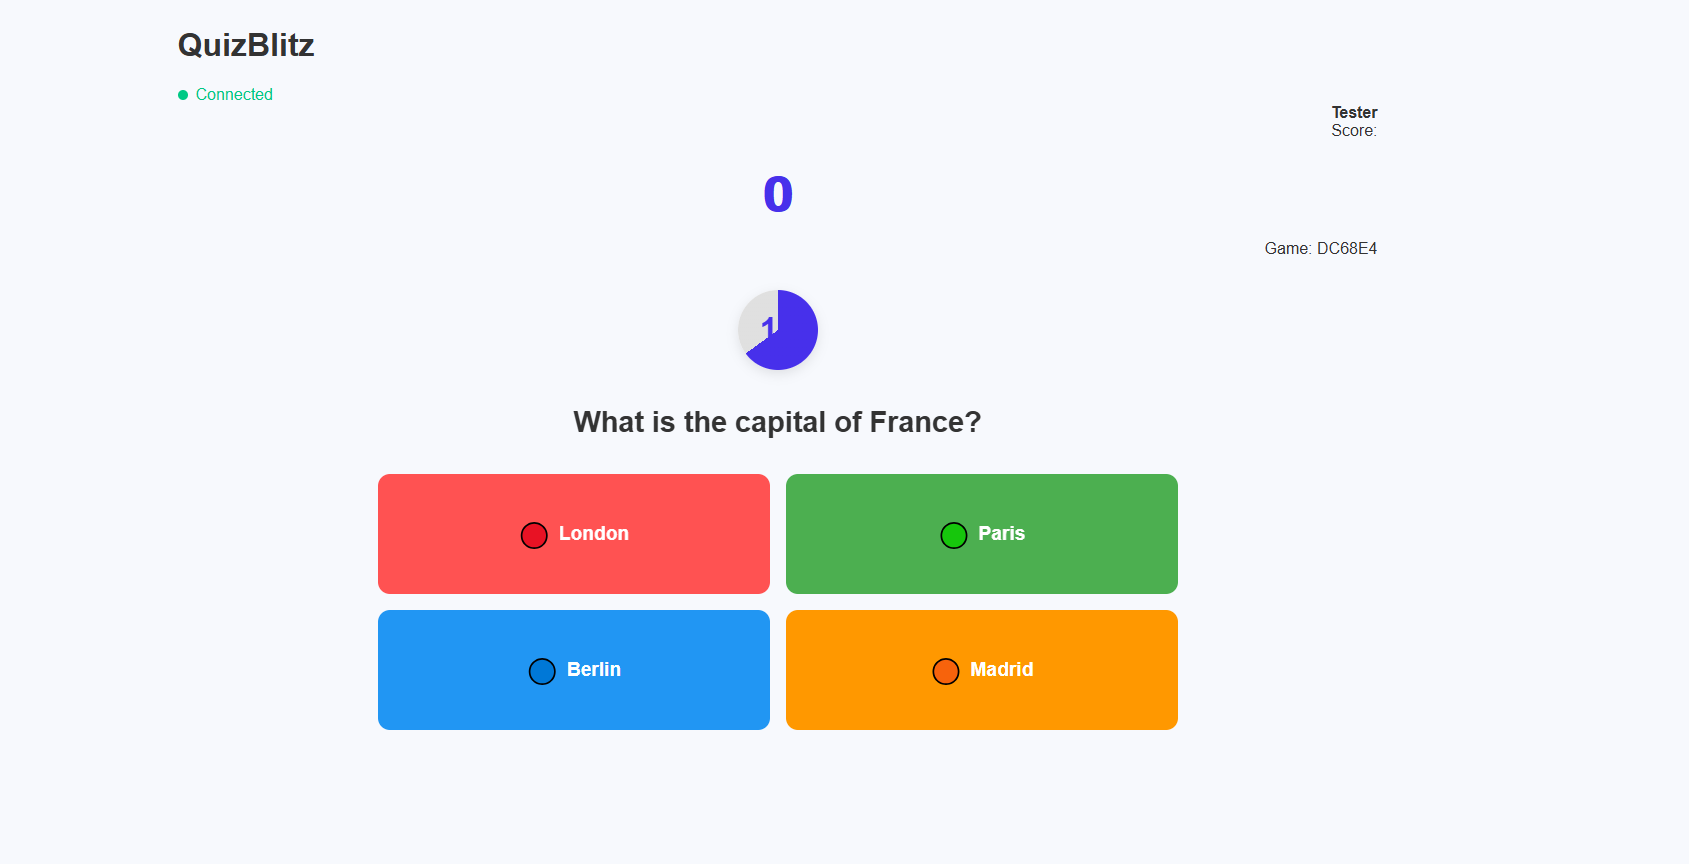 QuizBlitz
Connected
Tester
Score:
0
Game: DC68E4
1
What is the capital of France?
London
Paris
Berlin
Madrid